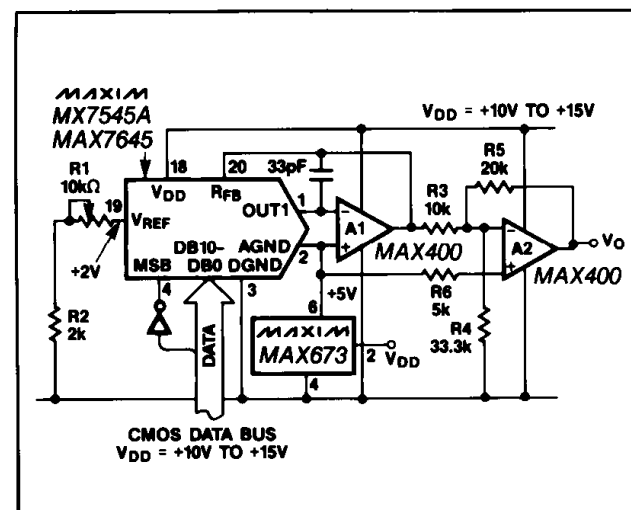 MAXIM
MX7545A
MAX7645
VDD = +10V TO +15V
R1
10kΩ
19
18
20
33pF
R5
20k
VDD
RFB
VREF
OUT1
1
R3
10k
A1
A2
VO
MAX400
MAX400
+2V
MSB
DB10-
DB0
AGND
DGND
2
4
3
6
+5V
R6
5k
R4
33.3k
R2
2k
DATA
MAXIM
MAX673
2
VDD
4
CMOS DATA BUS
VDD = +10V TO +15V